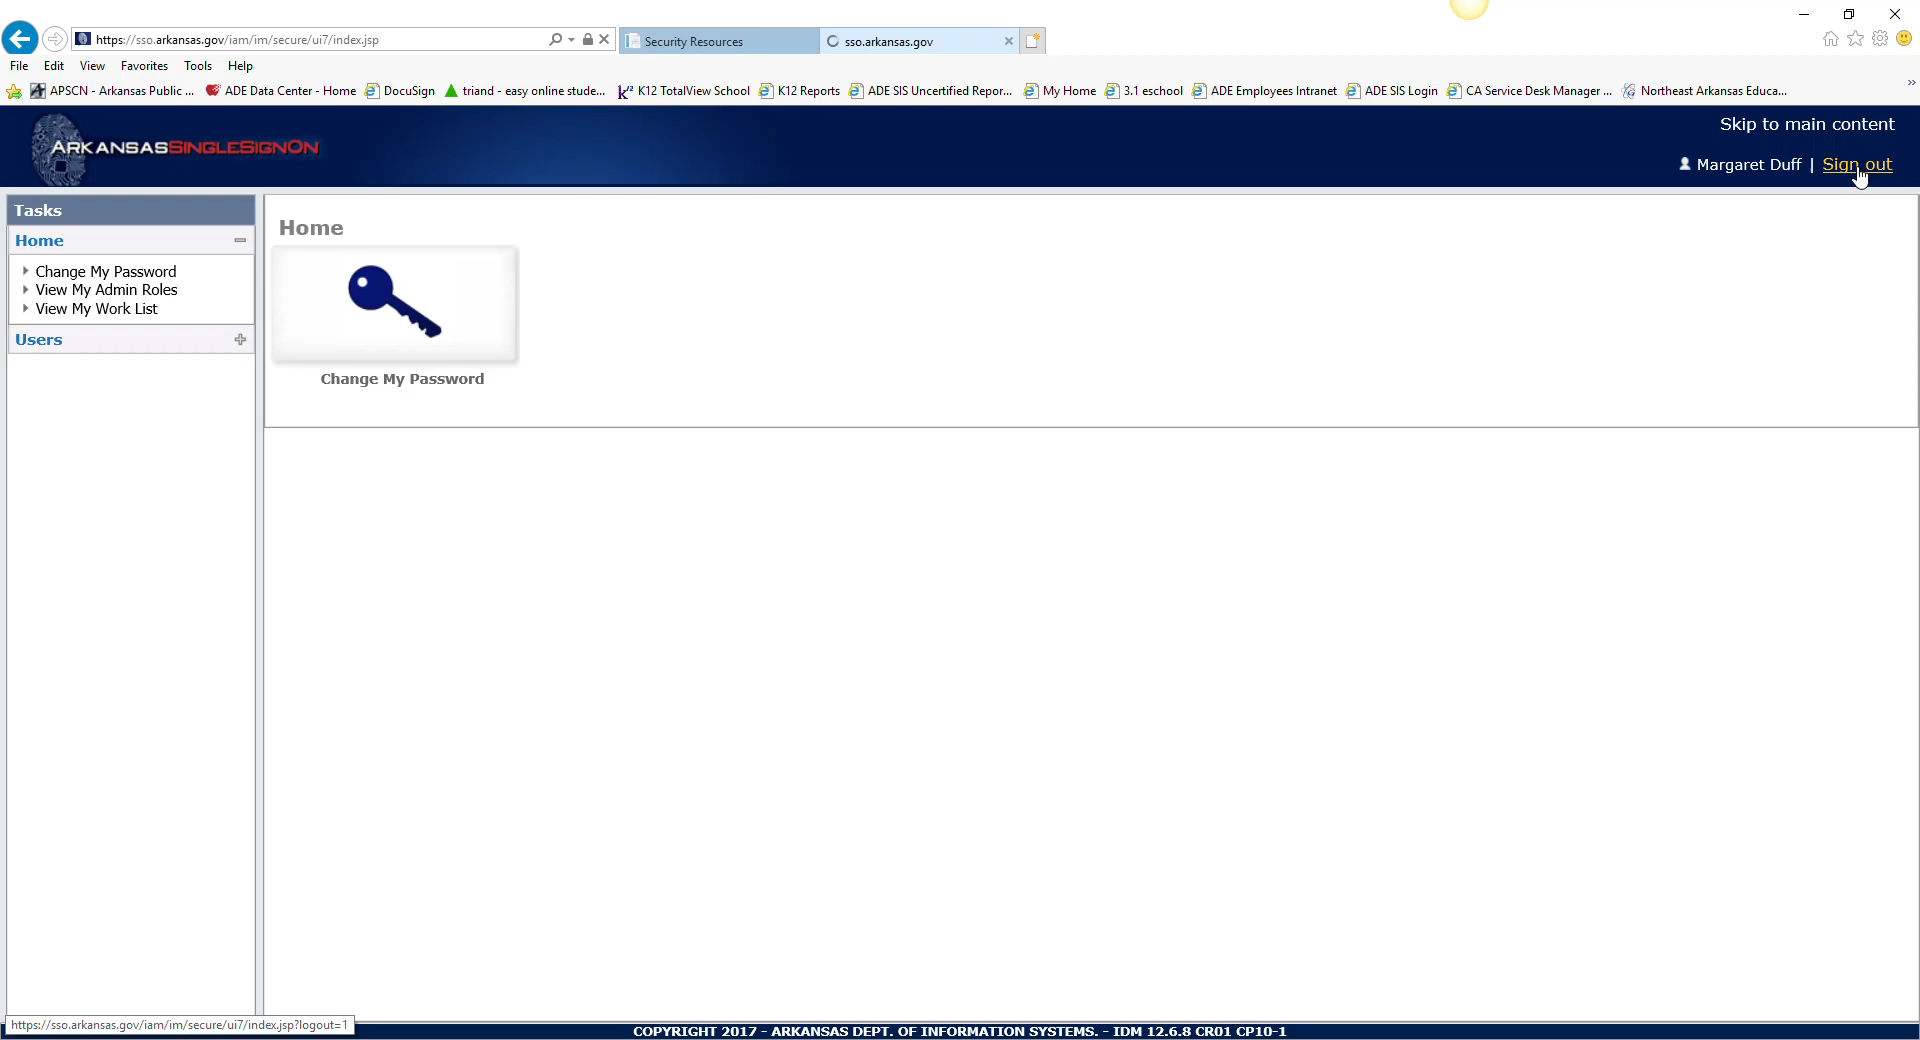 https://sso.arkansas.gov/iam/im/secure/ui7/index.jsp
Security Resources
sso.arkansas.gov
File Edit View Favorites Tools Help
APSCN - Arkansas Public ... ADE Data Center - Home DocuSign triand - easy online stude... K12 TotalView School K12 Reports ADE SIS Uncertified Repor... My Home 3.1 eschool ADE Employees Intranet ADE SIS Login CA Service Desk Manager ... Northeast Arkansas Educa...
ARKANSASSINGLESIGNON
Skip to main content
Margaret Duff | Sign out
Tasks
Home
Change My Password
View My Admin Roles
View My Work List
Users
Home
Change My Password
https://sso.arkansas.gov/iam/im/secure/ui7/index.jsp?logout=1
COPYRIGHT 2017 - ARKANSAS DEPT. OF INFORMATION SYSTEMS. - IDM 12.6.8 CR01 CP10-1